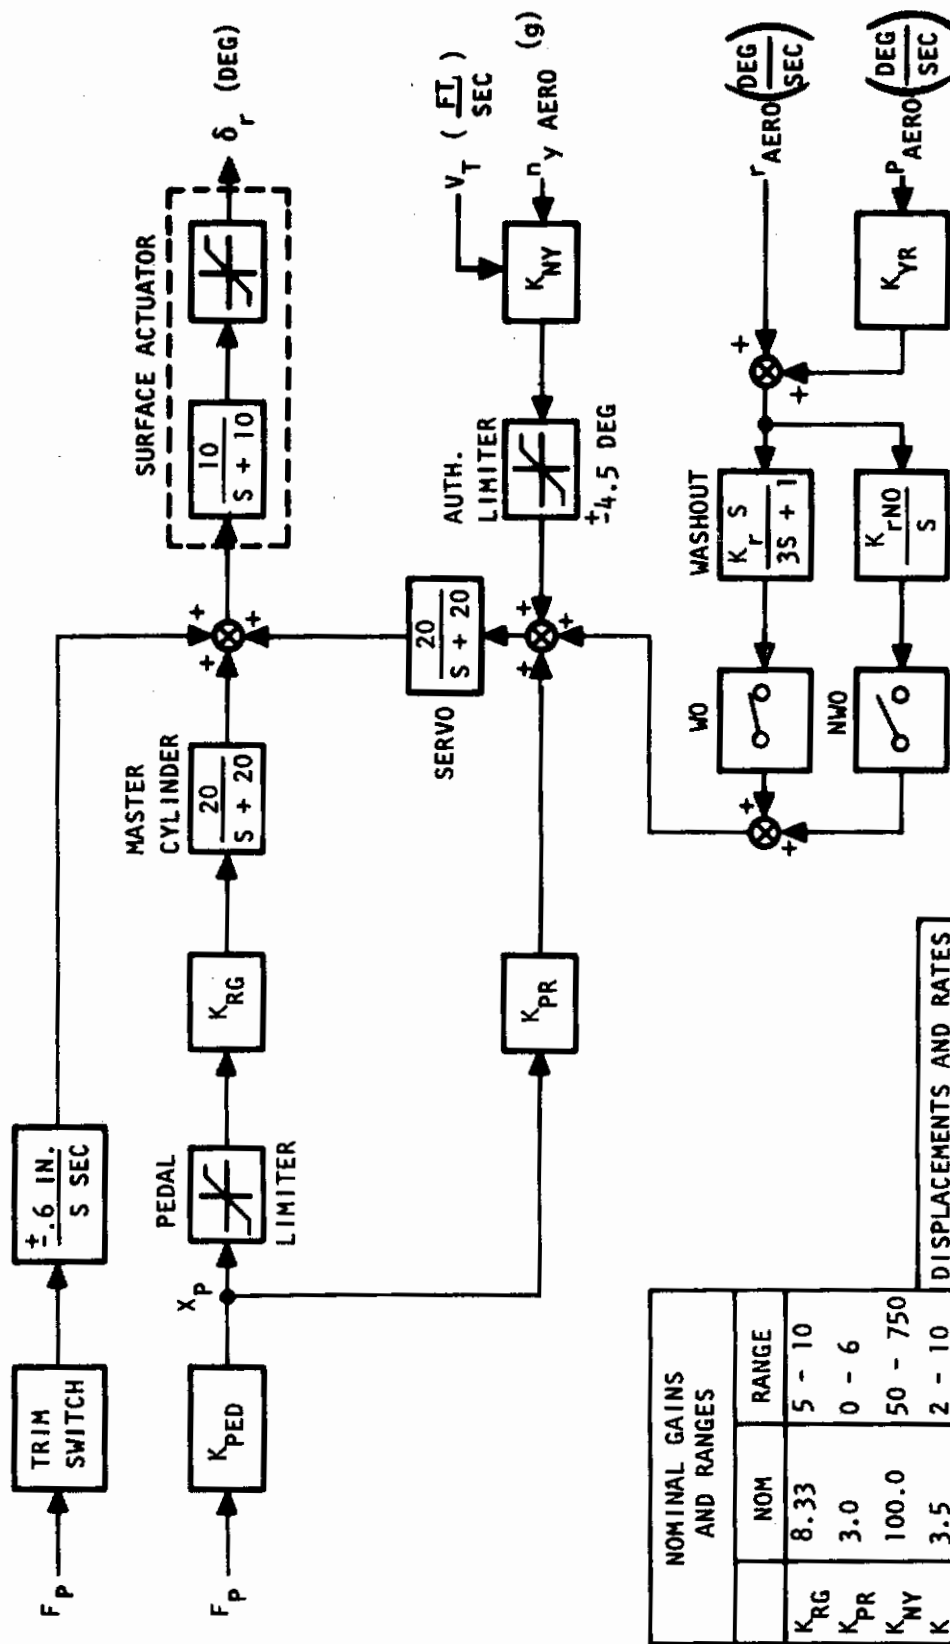 F_P
TRIM
SWITCH
±.6 IN.
S SEC
F_P
K_PED
X_P
PEDAL
LIMITER
K_RG
MASTER
CYLINDER
20
S + 20
SURFACE ACTUATOR
10
S + 10
δ_r (DEG)
K_PR
SERVO
20
S + 20
AUTH.
LIMITER
±4.5 DEG
V_T (FT/SEC)
K_NY
n_y AERO (g)
WO
WASHOUT
K_r S
3S + 1
r_AERO (DEG/SEC)
NWO
K_rNO
S
K_YR
P_AERO (DEG/SEC)
+
+
+
+
+
+
+
+
+
+
NOMINAL GAINS
AND RANGES
NOM RANGE
K_RG 8.33 5 - 10
K_PR 3.0 0 - 6
K_NY 100.0 50 - 750
K 3.5 2 - 10
DISPLACEMENTS AND RATES